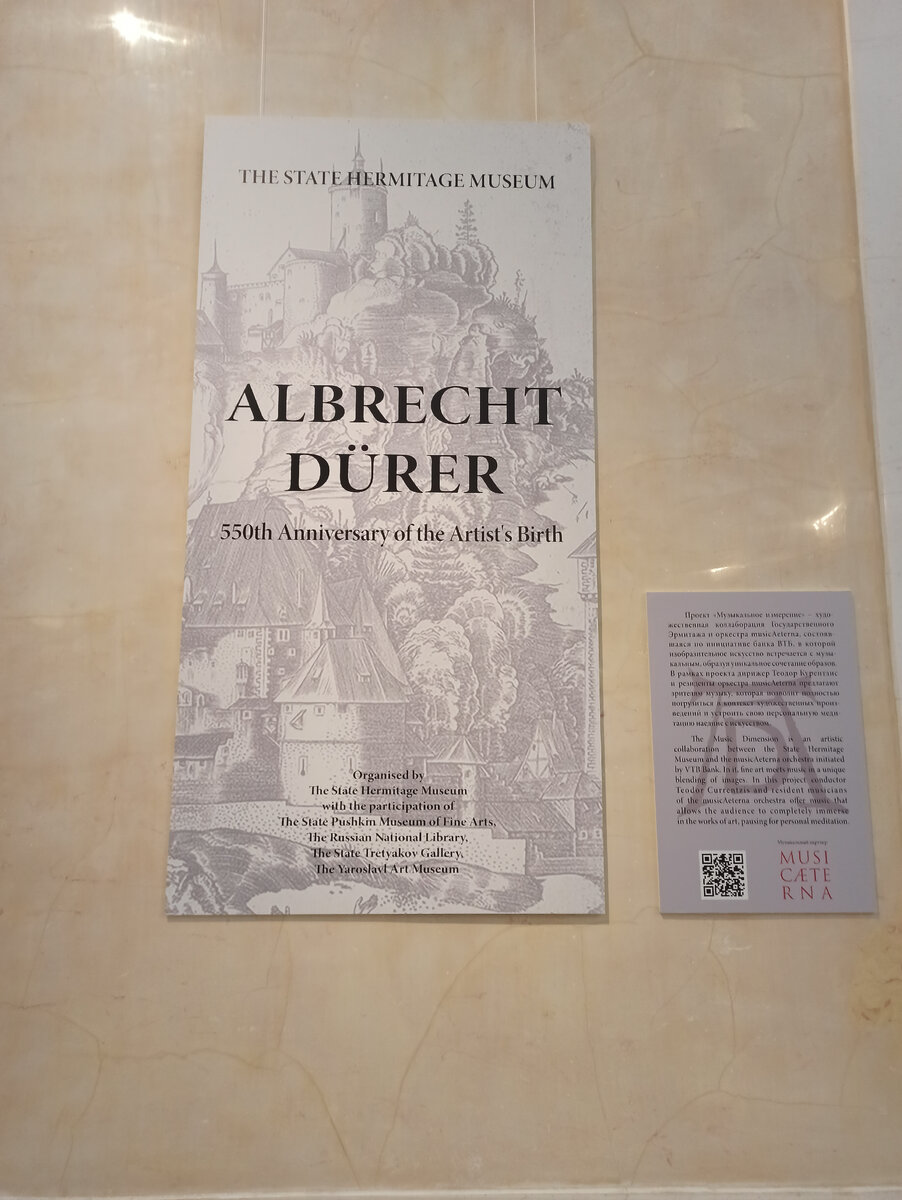 THE STATE HERMITAGE MUSEUM
ALBRECHT
DÜRER
550th Anniversary of the Artist's Birth
Organised by
The State Hermitage Museum
with the participation of
The State Pushkin Museum of Fine Arts,
The Russian National Library,
The State Tretyakov Gallery,
The Yaroslavl Art Museum
Проект «Музыкальное измерение» – худо-
жественная коллаборация Государственного
Эрмитажа и оркестра musicAeterna, состояв-
шаяся по инициативе банка ВТБ, в которой
изобразительное искусство встречается с музы-
кальным, образуя уникальное сочетание образов.
В рамках проекта дирижер Теодор Курентзис
и резиденты оркестра musicAeterna предлагают
зрителям музыку, которая позволит полностью
погрузиться в контекст художественных произ-
ведений и устроить свою персональную меди-
тацию наедине с искусством.
The Music Dimension is an artistic
collaboration between the State Hermitage
Museum and the musicAeterna orchestra initiated
by VTB Bank. In it, fine art meets music in a unique
blending of images. In this project conductor
Teodor Currentzis and resident musicians
of the musicAeterna orchestra offer music that
allows the audience to completely immerse
in the works of art, pausing for personal meditation.
Музыкальный партнер
MUSI
CÆTE
RNA